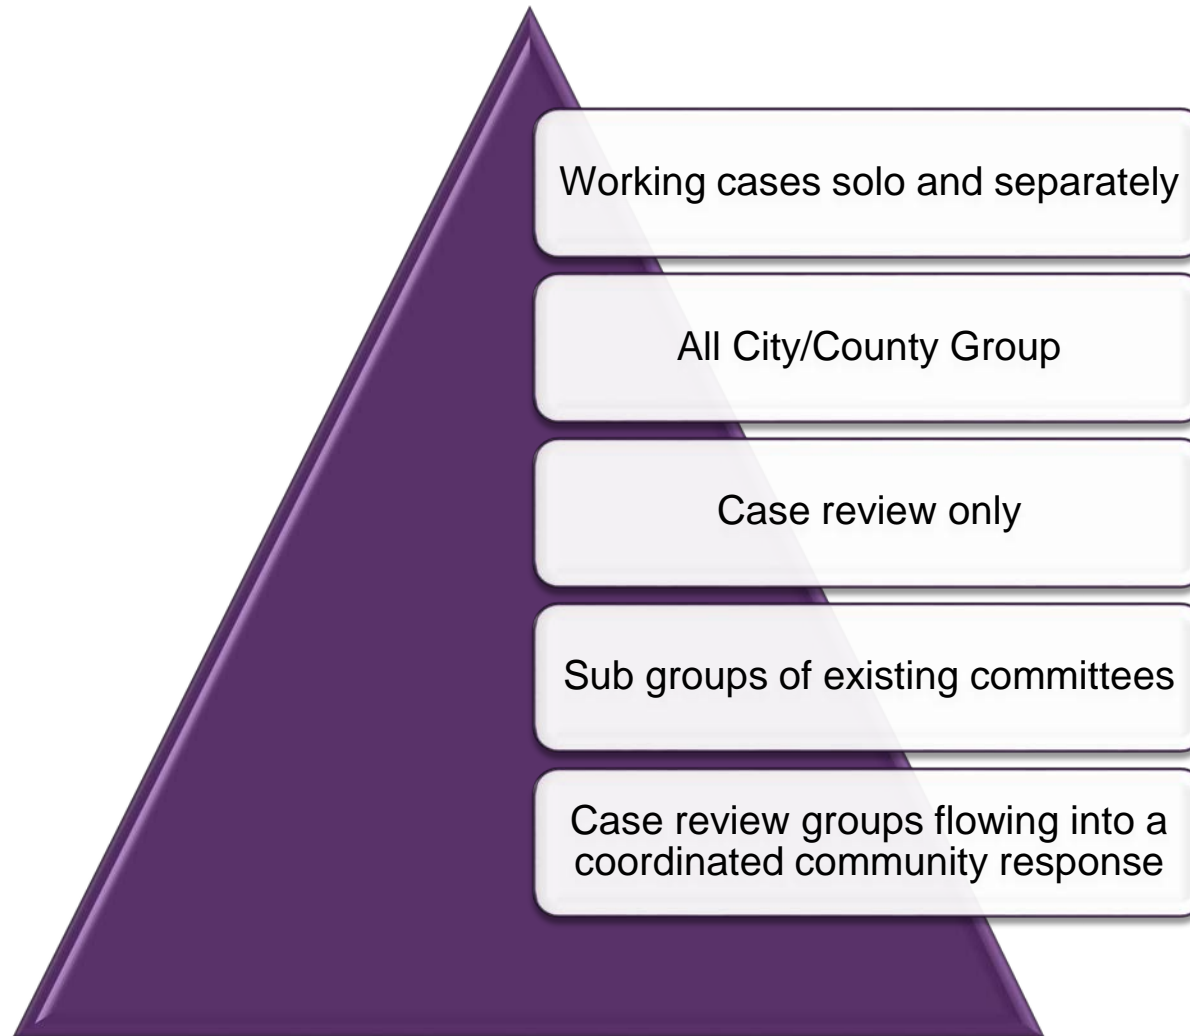 Working cases solo and separately
All City/County Group
Case review only
Sub groups of existing committees
Case review groups flowing into a
coordinated community response